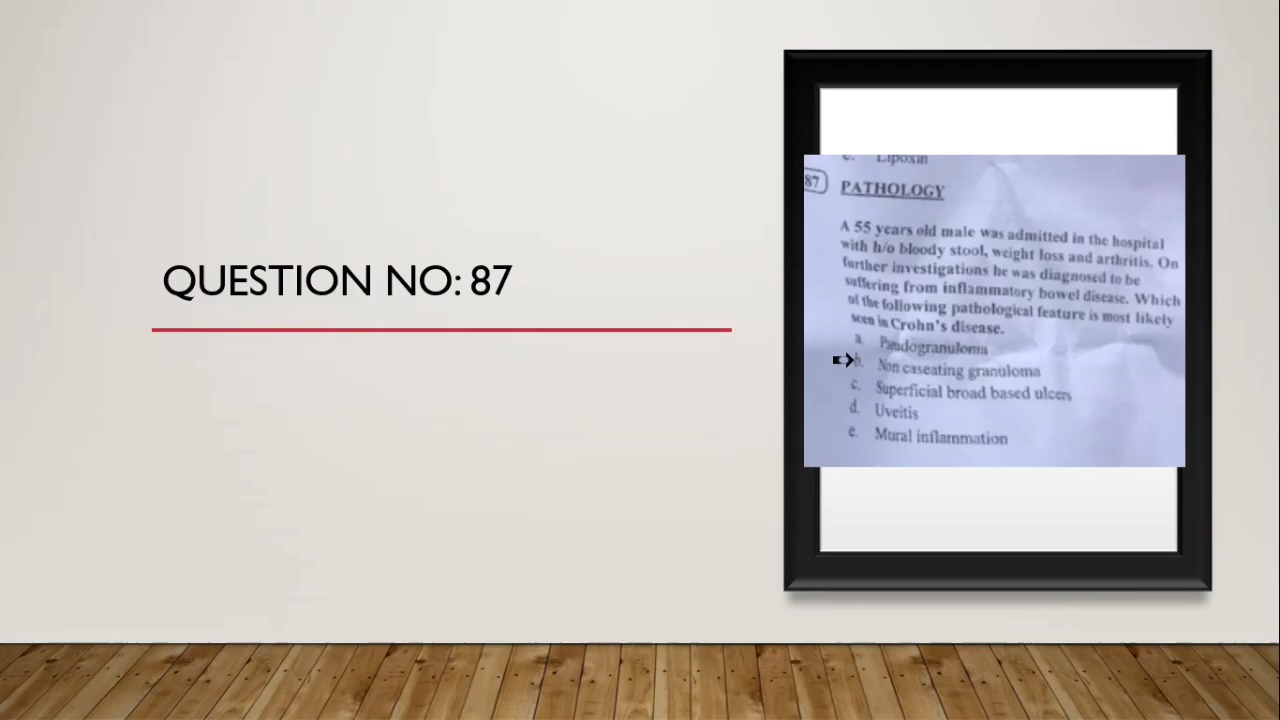 QUESTION NO: 87
e. Lipoxin
87 PATHOLOGY
A 55 years old male was admitted in the hospital
with h/o bloody stool, weight loss and arthritis. On
further investigations he was diagnosed to be
suffering from inflammatory bowel disease. Which
of the following pathological feature is most likely
seen in Crohn's disease.
a. Pseudogranuloma
b. Non caseating granuloma
c. Superficial broad based ulcers
d. Uveitis
e. Mural inflammation